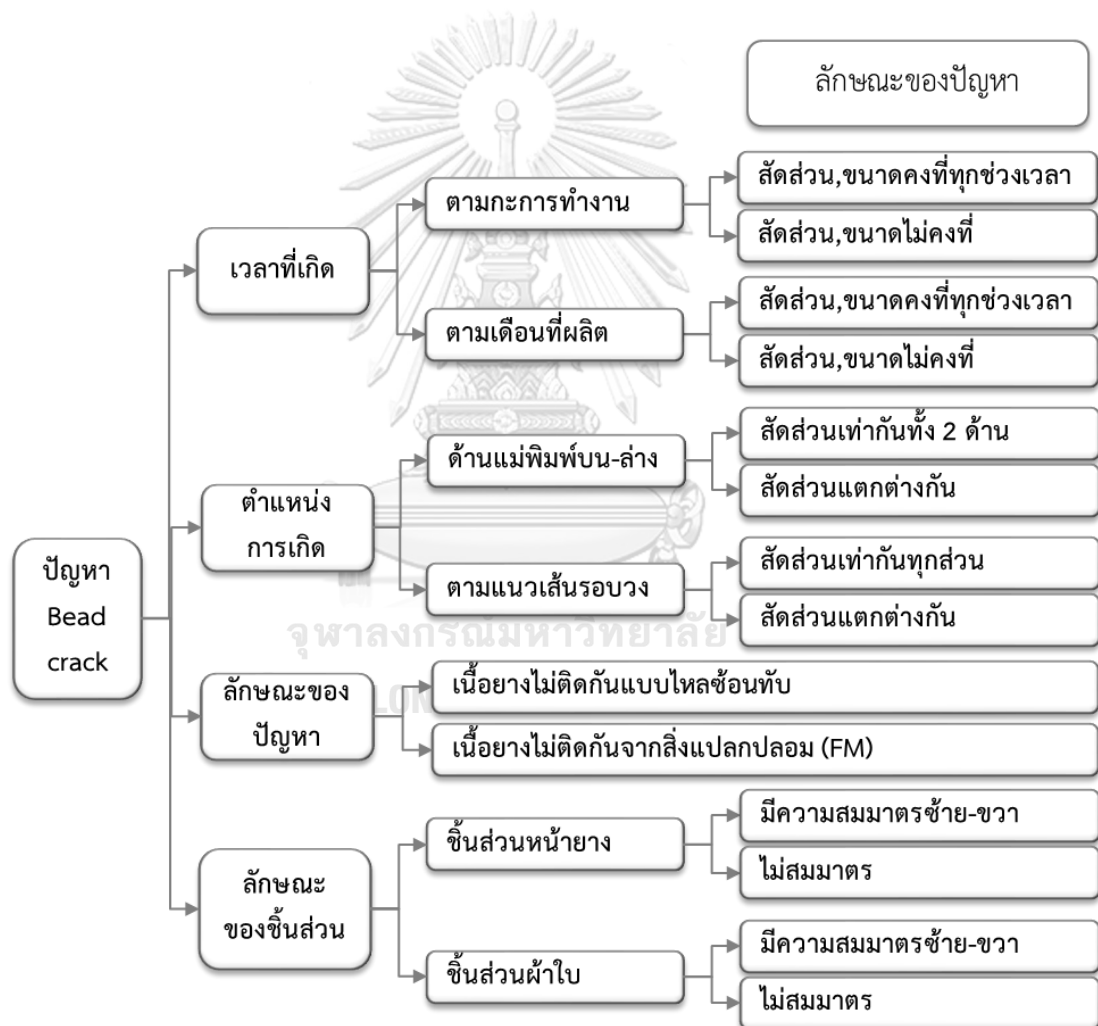 ลักษณะของปัญหา
สัดส่วน,ขนาดคงที่ทุกช่วงเวลา
ตามกะการทำงาน
สัดส่วน,ขนาดไม่คงที่
เวลาที่เกิด
สัดส่วน,ขนาดคงที่ทุกช่วงเวลา
ตามเดือนที่ผลิต
สัดส่วน,ขนาดไม่คงที่
สัดส่วนเท่ากันทั้ง 2 ด้าน
ด้านแม่พิมพ์บน-ล่าง
สัดส่วนแตกต่างกัน
ตำแหน่ง
การเกิด
สัดส่วนเท่ากันทุกส่วน
ตามแนวเส้นรอบวง
สัดส่วนแตกต่างกัน
ปัญหา
Bead
crack
จุฬาลงกรณ์มหาวิทยาลัย
ลักษณะของ
ปัญหา
เนื้อยางไม่ติดกันแบบไหลซ้อนทับ
เนื้อยางไม่ติดกันจากสิ่งแปลกปลอม (FM)
มีความสมมาตรซ้าย-ขวา
ชิ้นส่วนหน้ายาง
ไม่สมมาตร
ลักษณะ
ของชิ้นส่วน
มีความสมมาตรซ้าย-ขวา
ชิ้นส่วนผ้าใบ
ไม่สมมาตร